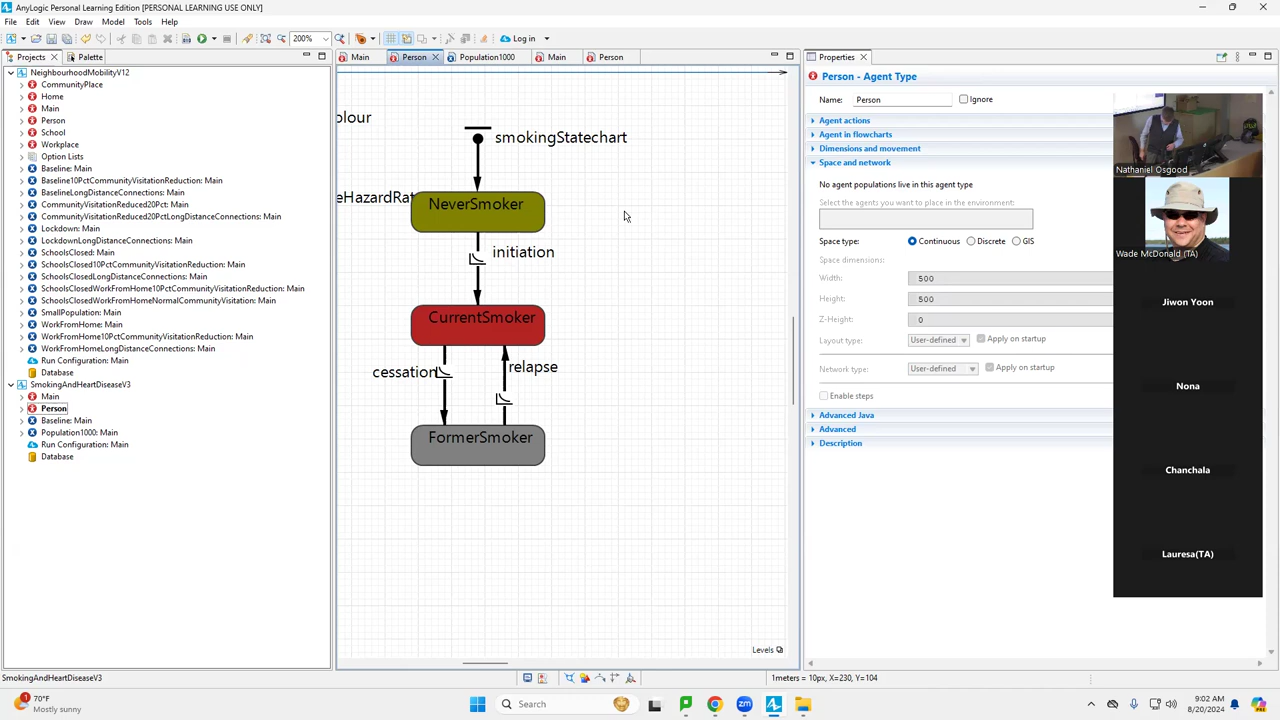 AnyLogic Personal Learning Edition [PERSONAL LEARNING USE ONLY]
File Edit View Draw Model Tools Help
200% Log in
Projects Palette
Main Person Population1000 Main Person
Properties
NeighbourhoodMobilityV12
CommunityPlace
Home
Main
Person
School
Workplace
Option Lists
Baseline: Main
Baseline10PctCommunityVisitationReduction: Main
BaselineLongDistanceConnections: Main
CommunityVisitationReduced20Pct: Main
CommunityVisitationReduced20PctLongDistanceConnections: Main
Lockdown: Main
LockdownLongDistanceConnections: Main
SchoolsClosed: Main
SchoolsClosed10PctCommunityVisitationReduction: Main
SchoolsClosedLongDistanceConnections: Main
SchoolsClosedWorkFromHome10PctCommunityVisitationReduction: Main
SchoolsClosedWorkFromHomeNormalCommunityVisitation: Main
SmallPopulation: Main
WorkFromHome: Main
WorkFromHome10PctCommunityVisitationReduction: Main
WorkFromHomeLongDistanceConnections: Main
Run Configuration: Main
Database
SmokingAndHeartDiseaseV3
Main
Person
Baseline: Main
Population1000: Main
Run Configuration: Main
Database
olour
smokingStatechart
eHazardRat
NeverSmoker
initiation
CurrentSmoker
cessation
relapse
FormerSmoker
Levels
Person - Agent Type
Name: Person Ignore
Agent actions
Agent in flowcharts
Dimensions and movement
Space and network
No agent populations live in this agent type
Select the agents you want to place in the environment:
Space type: Continuous Discrete GIS
Space dimensions:
Width: 500
Height: 500
Z-Height: 0
Layout type: User-defined Apply on startup
Network type: User-defined Apply on startup
Enable steps
Advanced Java
Advanced
Description
Nathaniel Osgood
Wade McDonald (TA)
Jiwon Yoon
Nona
Chanchala
Lauresa(TA)
SmokingAndHeartDiseaseV3
1meters = 10px, X=230, Y=104
1
70°F
Mostly sunny
Search
zm
9:02 AM
8/20/2024